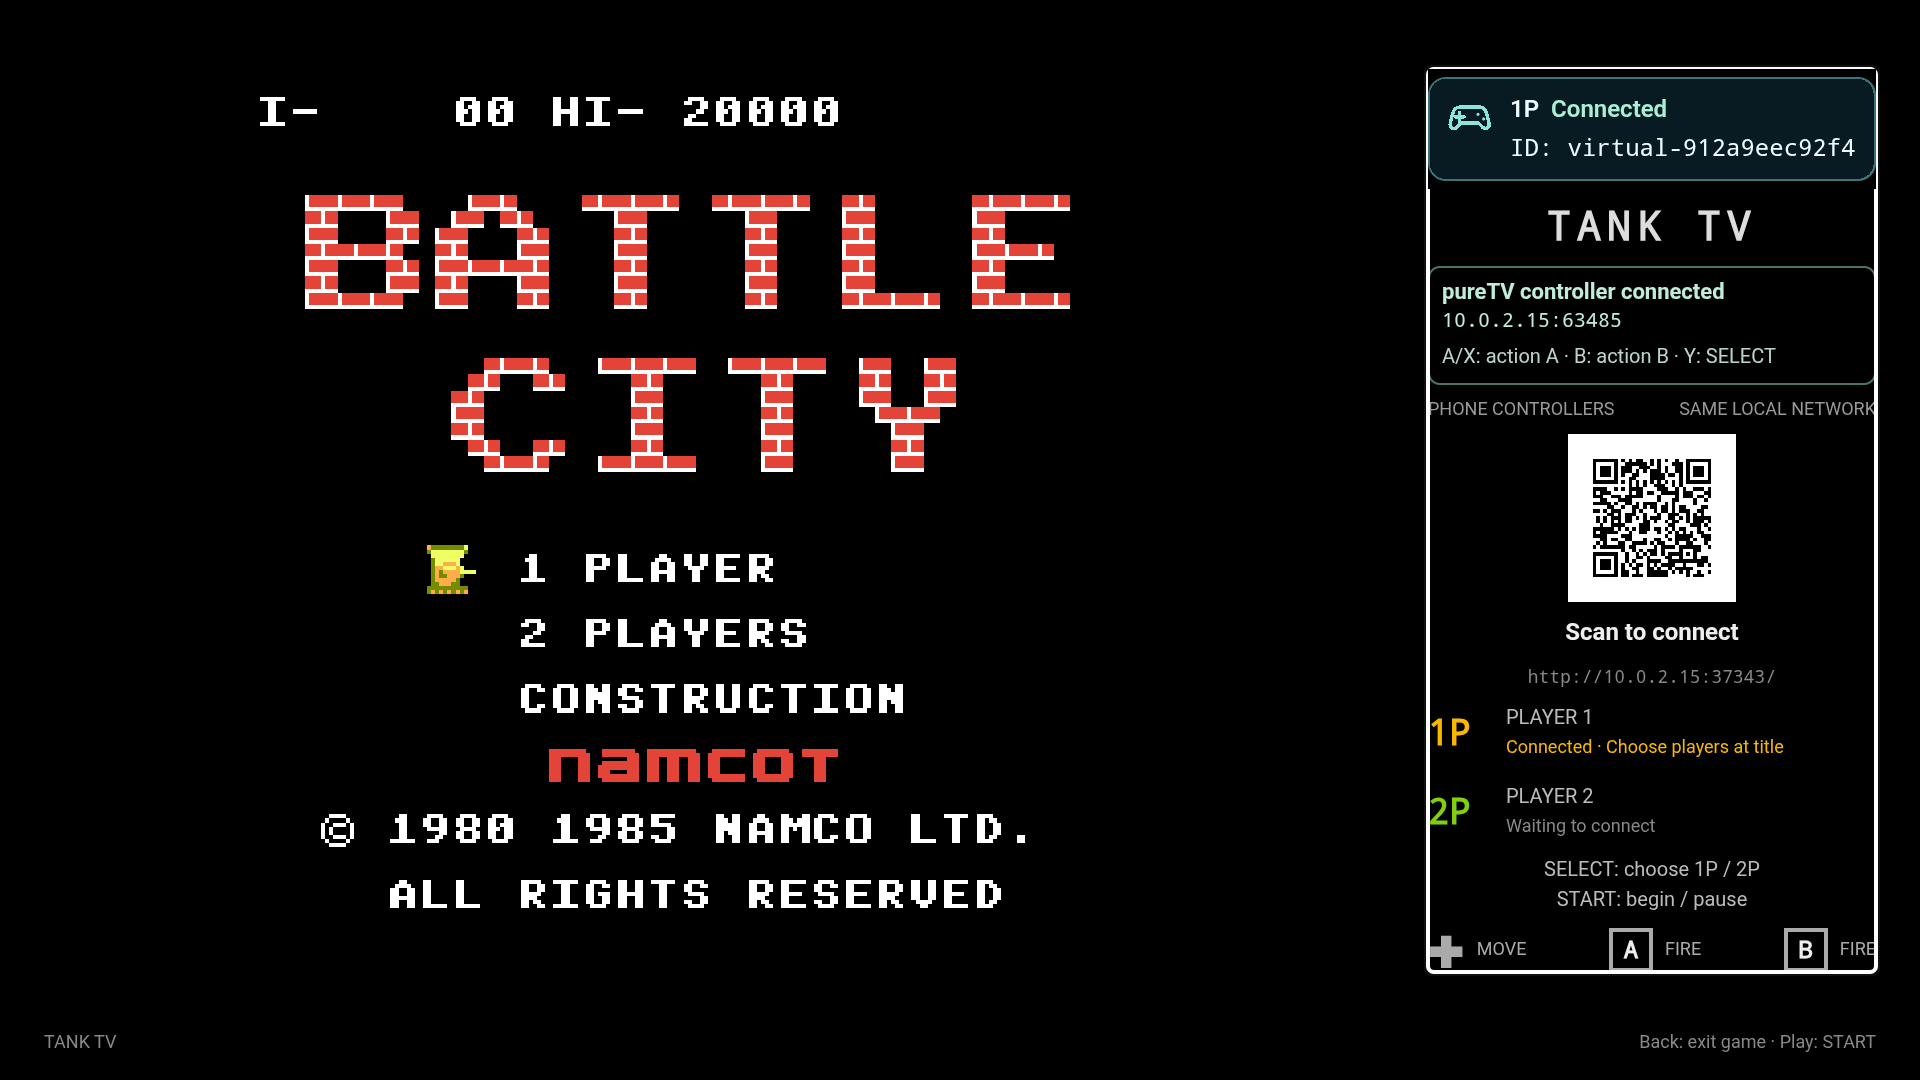 I-     00 HI- 20000
BATTLE
CITY
1 PLAYER
2 PLAYERS
CONSTRUCTION
namcoT
© 1980 1985 NAMCO LTD.
ALL RIGHTS RESERVED
TANK TV
1P Connected
ID: virtual-912a9eec92f4
TANK TV
pureTV controller connected
10.0.2.15:63485
A/X: action A · B: action B · Y: SELECT
PHONE CONTROLLERS SAME LOCAL NETWORK
Scan to connect
http://10.0.2.15:37343/
1P PLAYER 1
Connected · Choose players at title
2P PLAYER 2
Waiting to connect
SELECT: choose 1P / 2P
START: begin / pause
MOVE A FIRE B FIRE
Back: exit game · Play: START